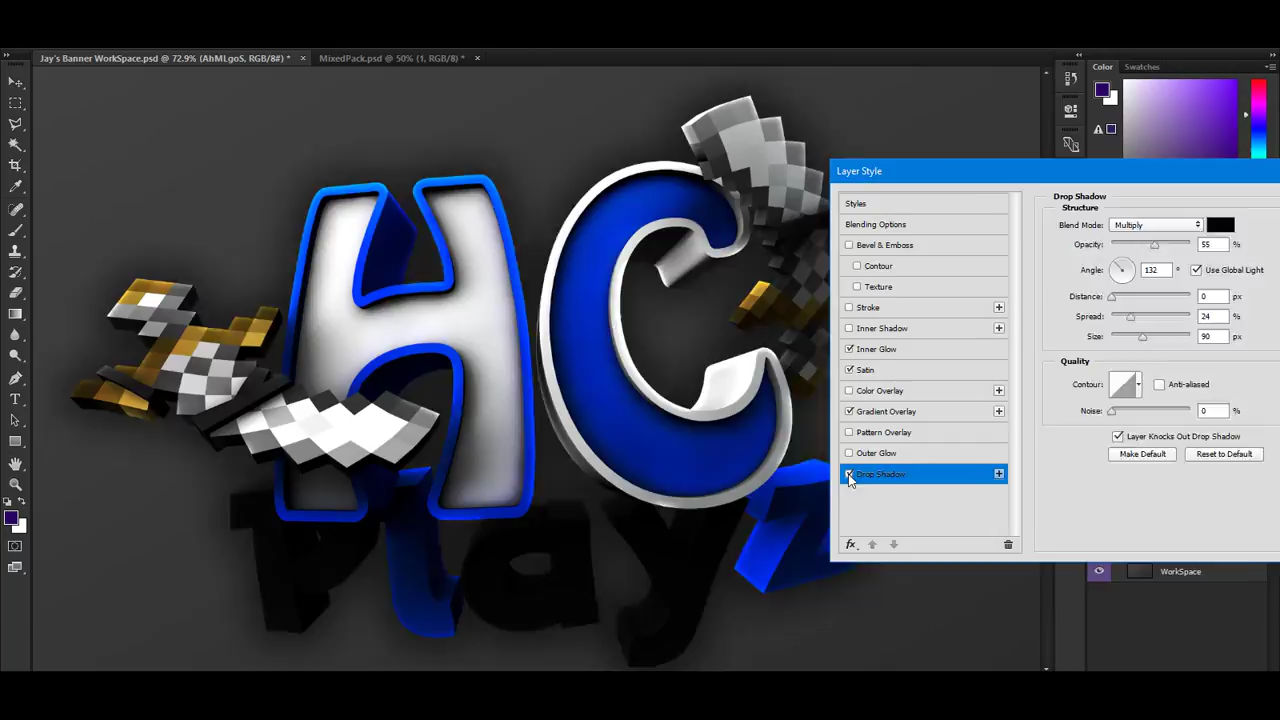 Jay's Banner WorkSpace.psd @ 72.9% (AhMLgoS, RGB/8#) *
MixedPack.psd @ 50% (1, RGB/8) *
Color
Swatches
Layer Style
Styles
Blending Options
Bevel & Emboss
Contour
Texture
Stroke
Inner Shadow
Inner Glow
Satin
Color Overlay
Gradient Overlay
Pattern Overlay
Outer Glow
Drop Shadow
fx
Drop Shadow
Structure
Blend Mode: Multiply
Opacity: 55 %
Angle: 132 ° Use Global Light
Distance: 0 px
Spread: 24 %
Size: 90 px
Quality
Contour: Anti-aliased
Noise: 0 %
Layer Knocks Out Drop Shadow
Make Default Reset to Default
WorkSpace
HC
Playz